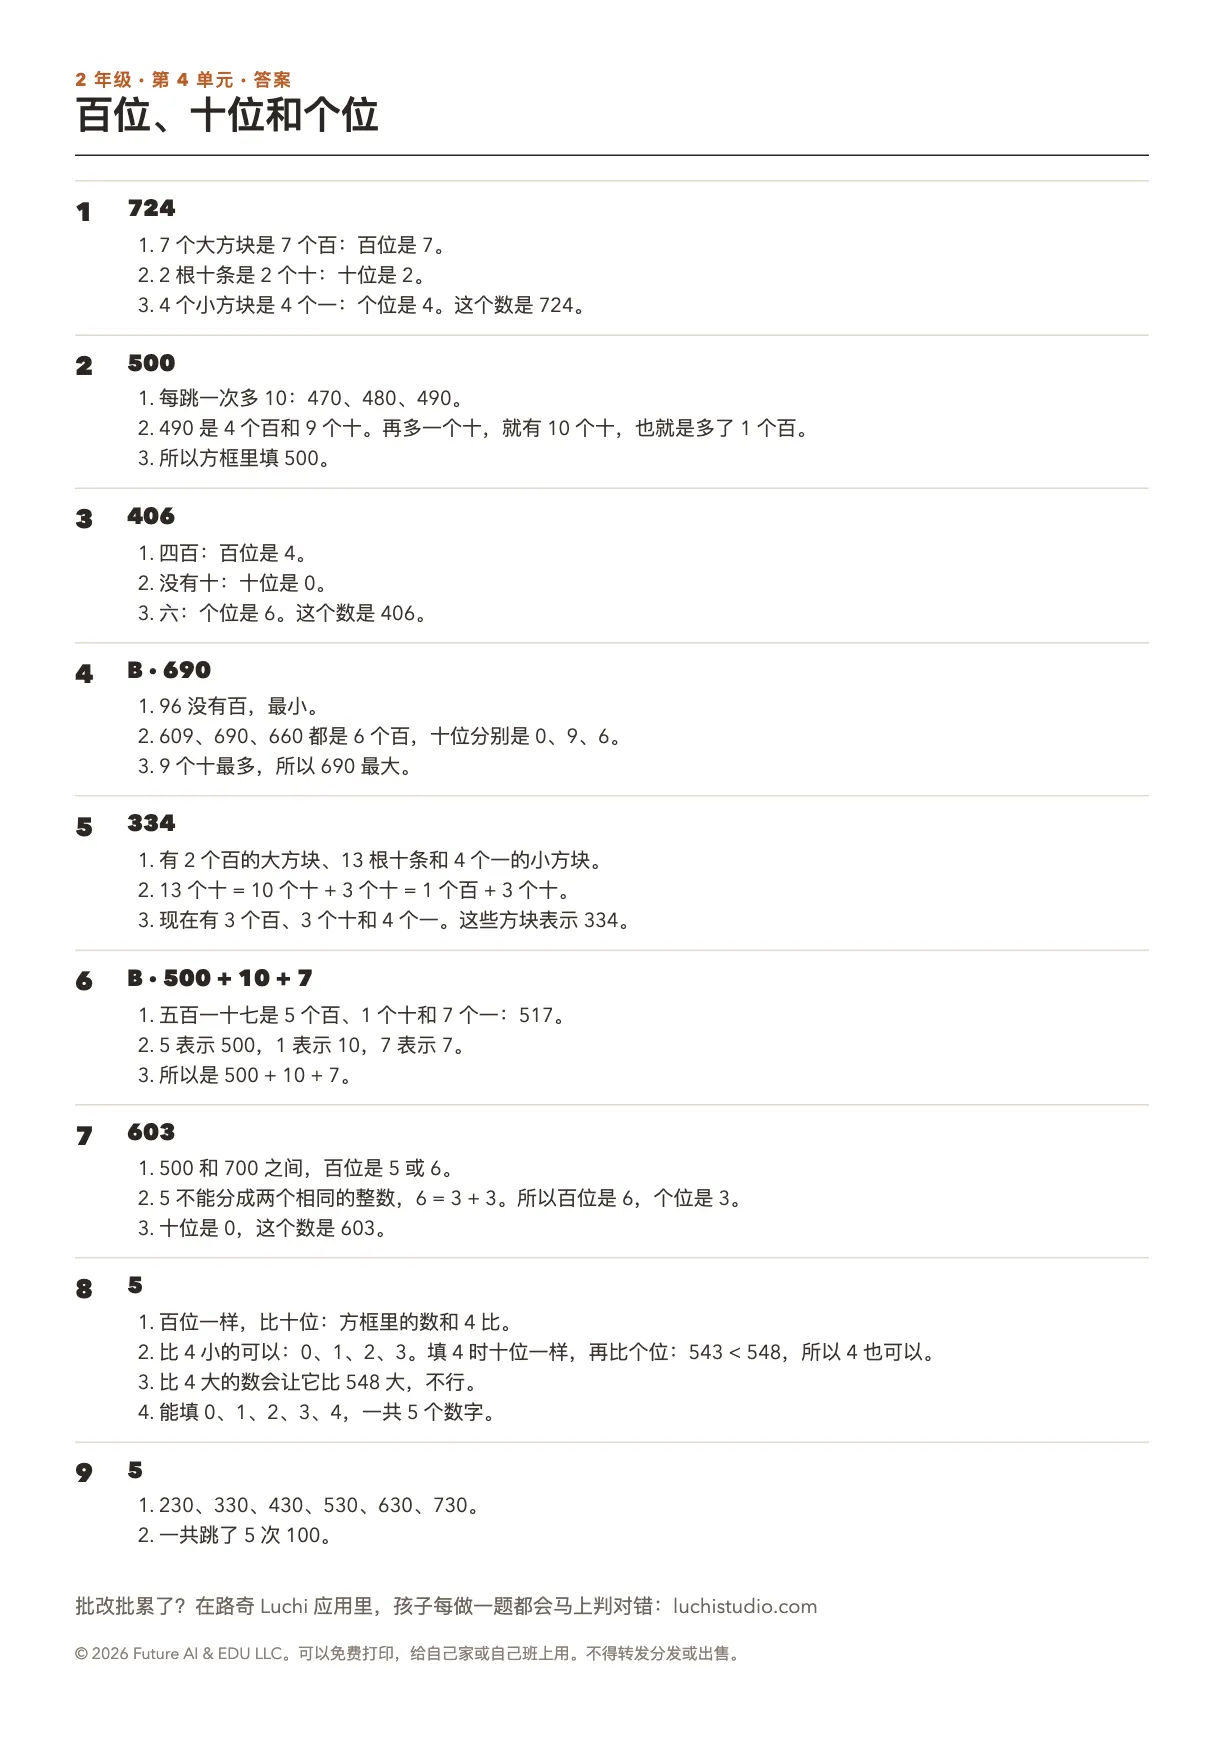 2 年级 · 第 4 单元 · 答案
百位、十位和个位
1 724
1. 7 个大方块是 7 个百：百位是 7。
2. 2 根十条是 2 个十：十位是 2。
3. 4 个小方块是 4 个一：个位是 4。这个数是 724。
2 500
1. 每跳一次多 10：470、480、490。
2. 490 是 4 个百和 9 个十。再多一个十，就有 10 个十，也就是多了 1 个百。
3. 所以方框里填 500。
3 406
1. 四百：百位是 4。
2. 没有十：十位是 0。
3. 六：个位是 6。这个数是 406。
4 B · 690
1. 96 没有百，最小。
2. 609、690、660 都是 6 个百，十位分别是 0、9、6。
3. 9 个十最多，所以 690 最大。
5 334
1. 有 2 个百的大方块、13 根十条和 4 个一的小方块。
2. 13 个十 = 10 个十 + 3 个十 = 1 个百 + 3 个十。
3. 现在有 3 个百、3 个十和 4 个一。这些方块表示 334。
6 B · 500 + 10 + 7
1. 五百一十七是 5 个百、1 个十和 7 个一：517。
2. 5 表示 500，1 表示 10，7 表示 7。
3. 所以是 500 + 10 + 7。
7 603
1. 500 和 700 之间，百位是 5 或 6。
2. 5 不能分成两个相同的整数，6 = 3 + 3。所以百位是 6，个位是 3。
3. 十位是 0，这个数是 603。
8 5
1. 百位一样，比十位：方框里的数和 4 比。
2. 比 4 小的可以：0、1、2、3。填 4 时十位一样，再比个位：543 < 548，所以 4 也可以。
3. 比 4 大的数会让它比 548 大，不行。
4. 能填 0、1、2、3、4，一共 5 个数字。
9 5
1. 230、330、430、530、630、730。
2. 一共跳了 5 次 100。
批改批累了？在路奇 Luchi 应用里，孩子每做一题都会马上判对错：luchistudio.com
© 2026 Future AI & EDU LLC。可以免费打印，给自己家或自己班上用。不得转发分发或出售。